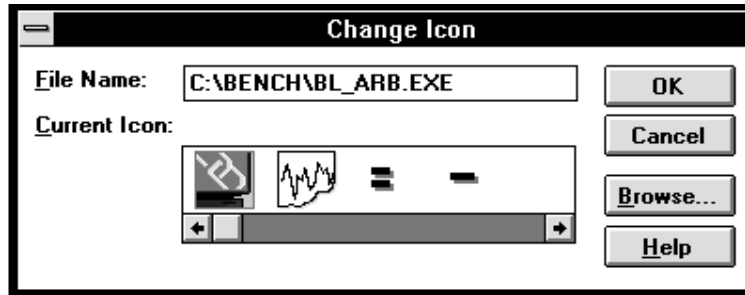 Change Icon
File Name: C:\BENCH\BL_ARB.EXE
OK
Current Icon:
Cancel
Browse...
Help